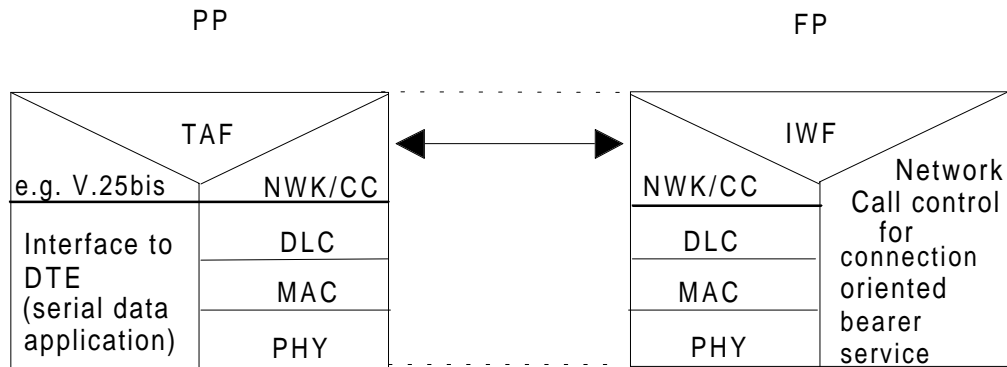 PP
FP
TAF
e.g. V.25bis
NWK/CC
Interface to
DTE
(serial data
application)
DLC
MAC
PHY
IWF
NWK/CC
DLC
MAC
PHY
Network
Call control
for
connection
oriented
bearer
service